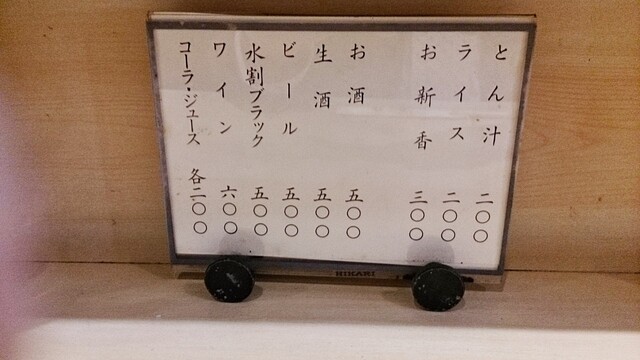 とん汁 二〇〇
ライス 二〇〇
お新香 三〇〇
お酒 五〇〇
生酒 五〇〇
ビール 五〇〇
水割ブラック 五〇〇
ワイン 六〇〇
コーラ・ジュース 各二〇〇
HIKARI